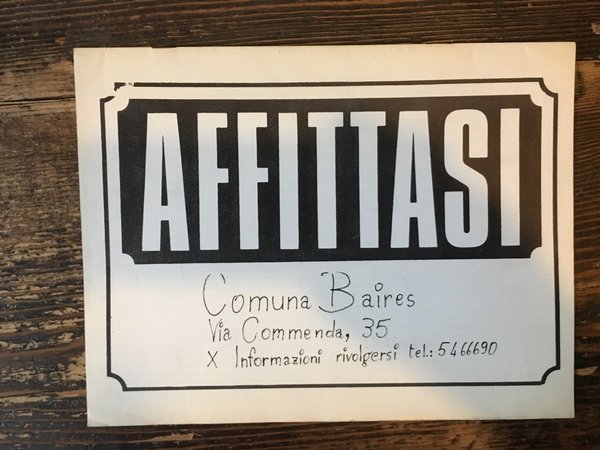 AFFITTASI
Comuna Baires
Via Commenda, 35
X Informazioni rivolgersi tel.: 5466690